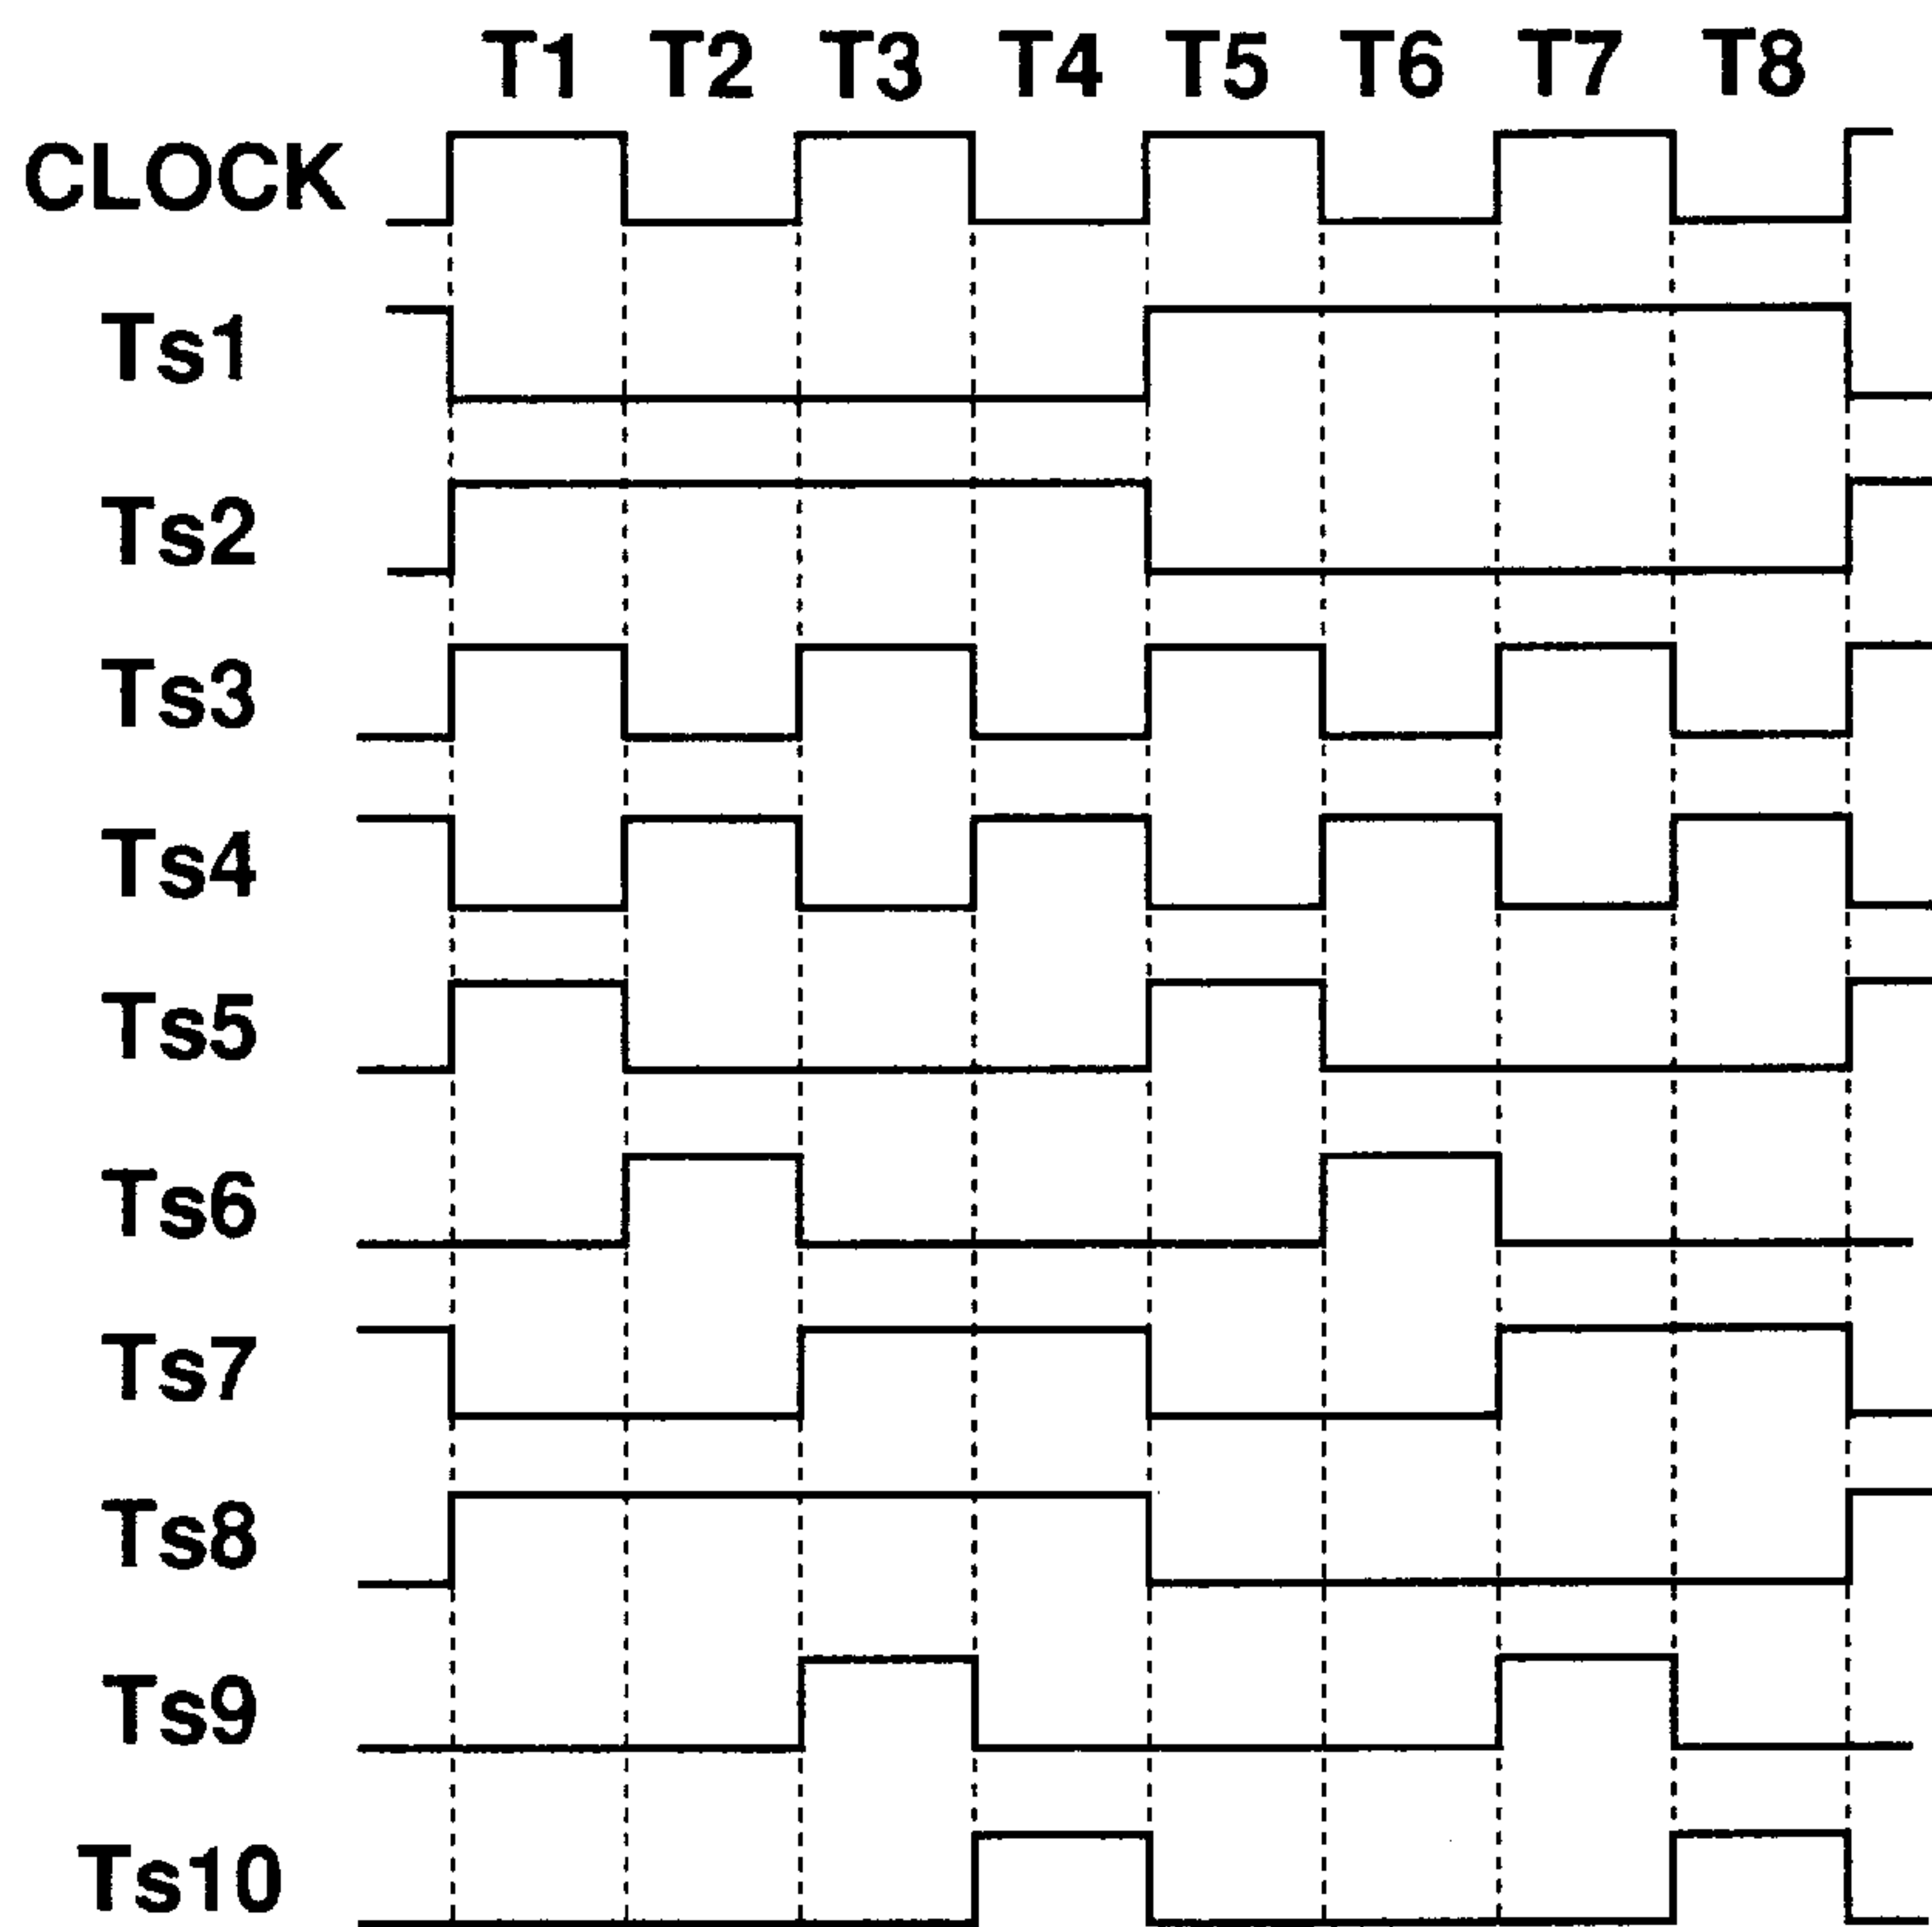 T1 T2 T3 T4 T5 T6 T7 T8
CLOCK
Ts1
Ts2
Ts3
Ts4
Ts5
Ts6
Ts7
Ts8
Ts9
Ts10